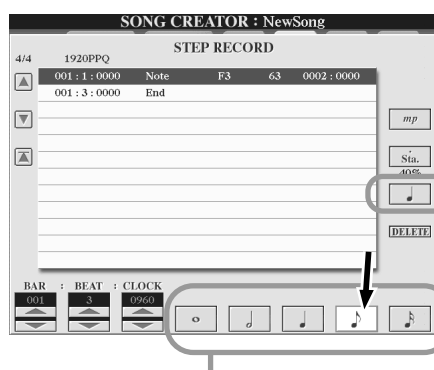 SONG CREATOR : NewSong
STEP RECORD
4/4 1920PPQ
001 : 1 : 0000 Note F3 63 0002 : 0000
001 : 3 : 0000 End
mp
Sta.
40%
DELETE
BAR : BEAT : CLOCK
001 3 0960